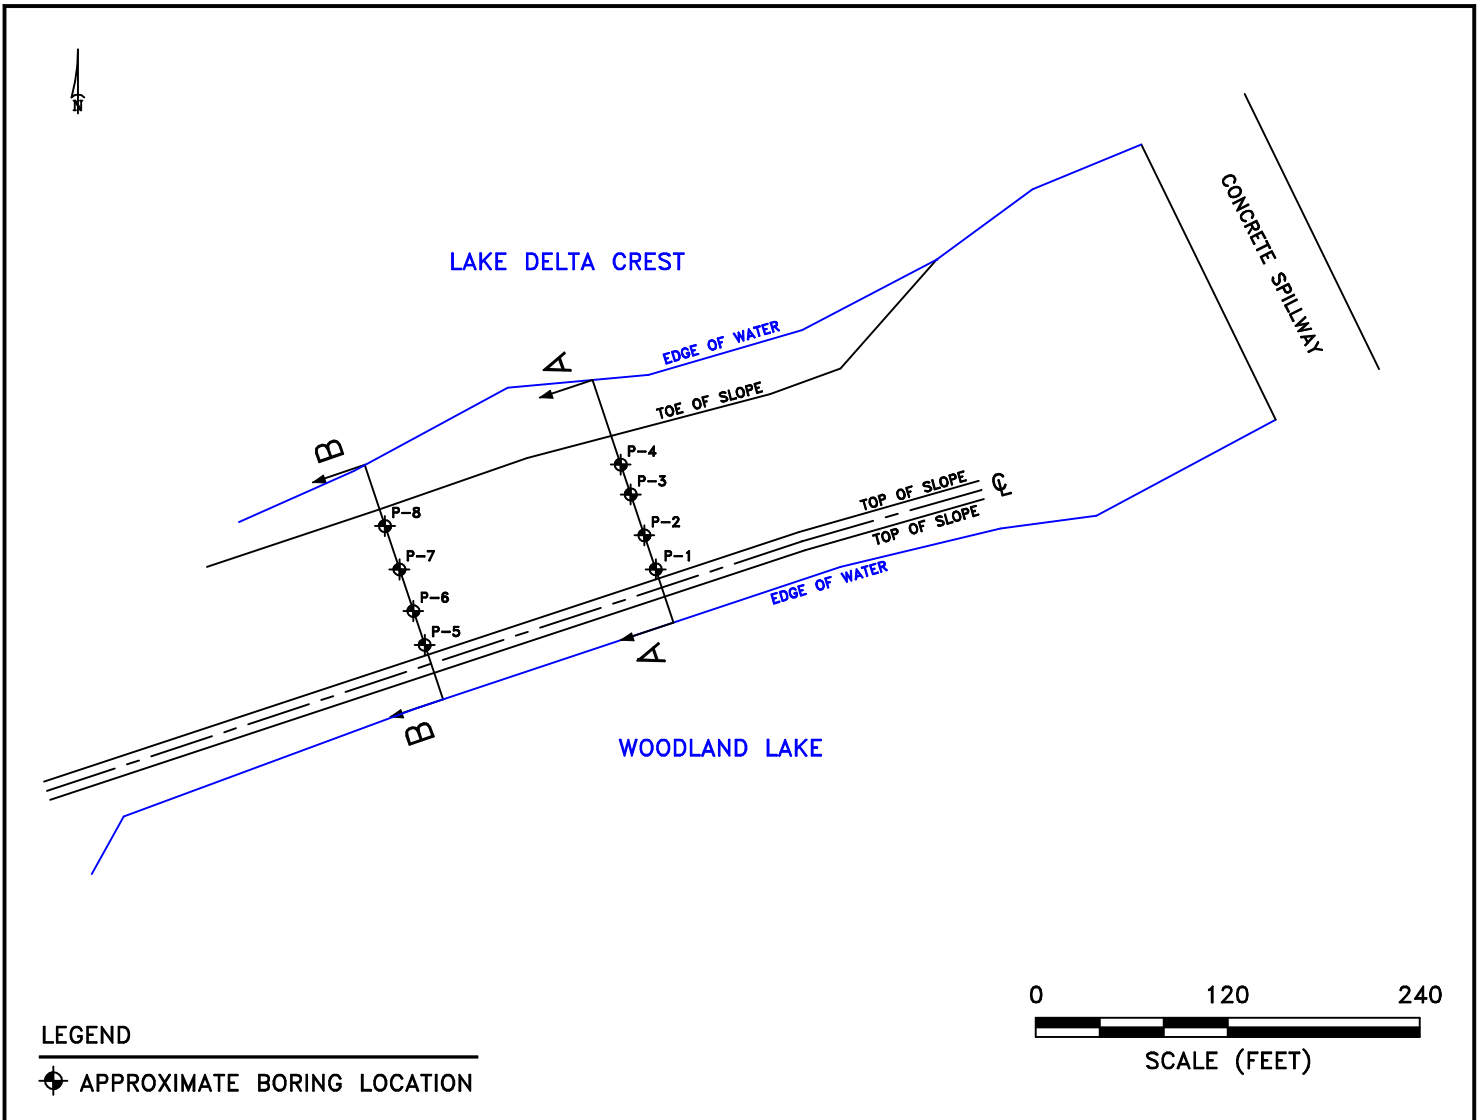 N
CONCRETE SPILLWAY
LAKE DELTA CREST
EDGE OF WATER
A
TOE OF SLOPE
B
P-4
P-3
P-8
P-2
P-7
P-1
P-6
P-5
TOP OF SLOPE
℄
TOP OF SLOPE
EDGE OF WATER
A
B
WOODLAND LAKE
0 120 240
SCALE (FEET)
LEGEND
APPROXIMATE BORING LOCATION